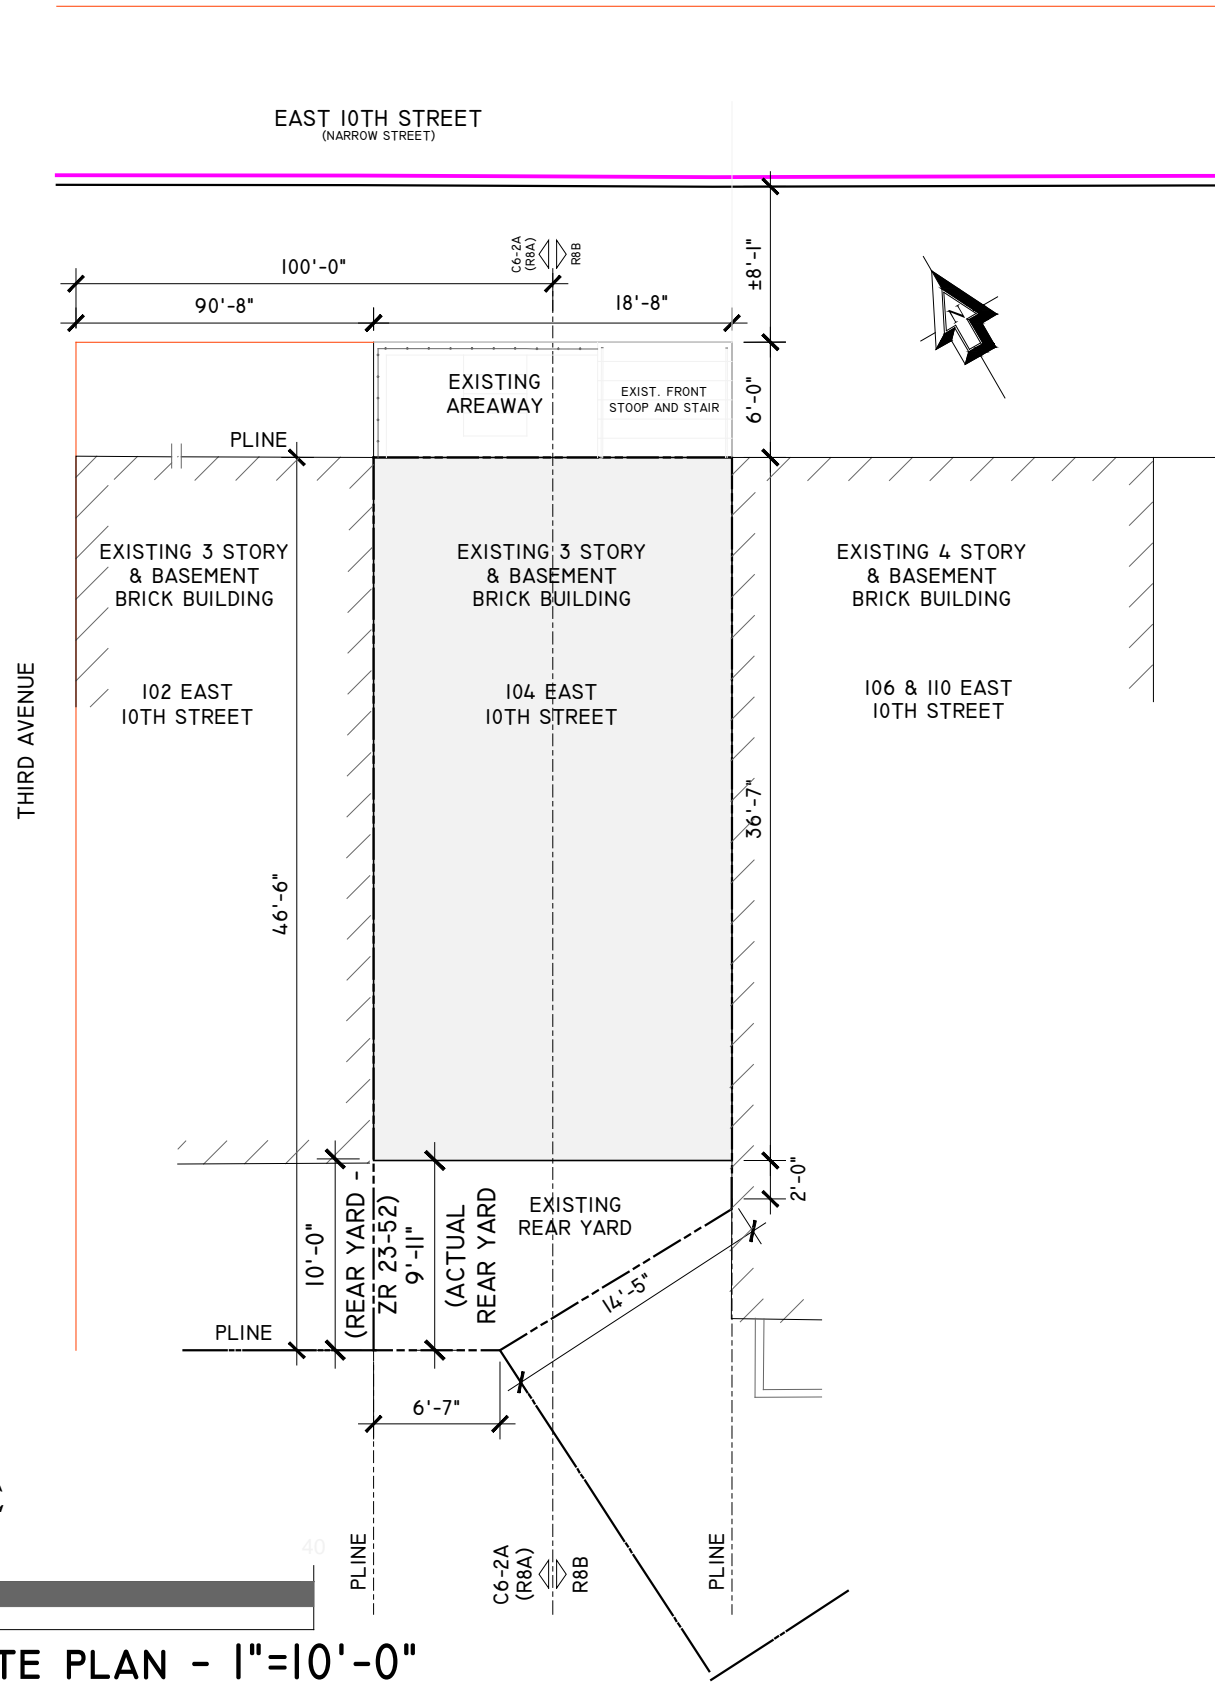 EAST 10TH STREET
(NARROW STREET)
C6-2A
(R8A)
R8B
100'-0"
90'-8"
18'-8"
±8'-1"
N
EXISTING
AREAWAY
EXIST. FRONT
STOOP AND STAIR
6'-0"
PLINE
EXISTING 3 STORY
& BASEMENT
BRICK BUILDING
102 EAST
10TH STREET
EXISTING 3 STORY
& BASEMENT
BRICK BUILDING
104 EAST
10TH STREET
EXISTING 4 STORY
& BASEMENT
BRICK BUILDING
106 & 110 EAST
10TH STREET
THIRD AVENUE
36'-7"
46'-6"
10'-0"
(REAR YARD -
ZR 23-52)
9'-11"
(ACTUAL
REAR YARD
EXISTING
REAR YARD
2'-0"
14'-5"
PLINE
6'-7"
40
PLINE
C6-2A
(R8A)
R8B
PLINE
TE PLAN - 1"=10'-0"